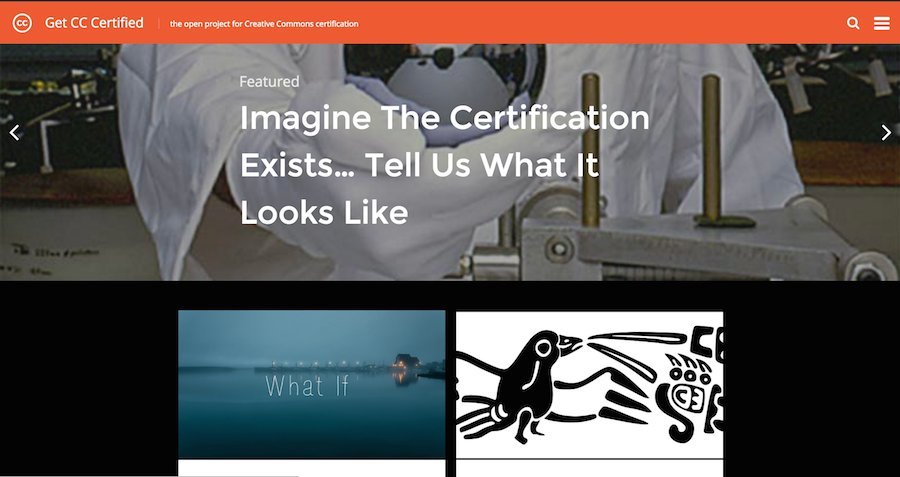 cc Get CC Certified
the open project for Creative Commons certification
Featured
Imagine The Certification
Exists... Tell Us What It
Looks Like
What If